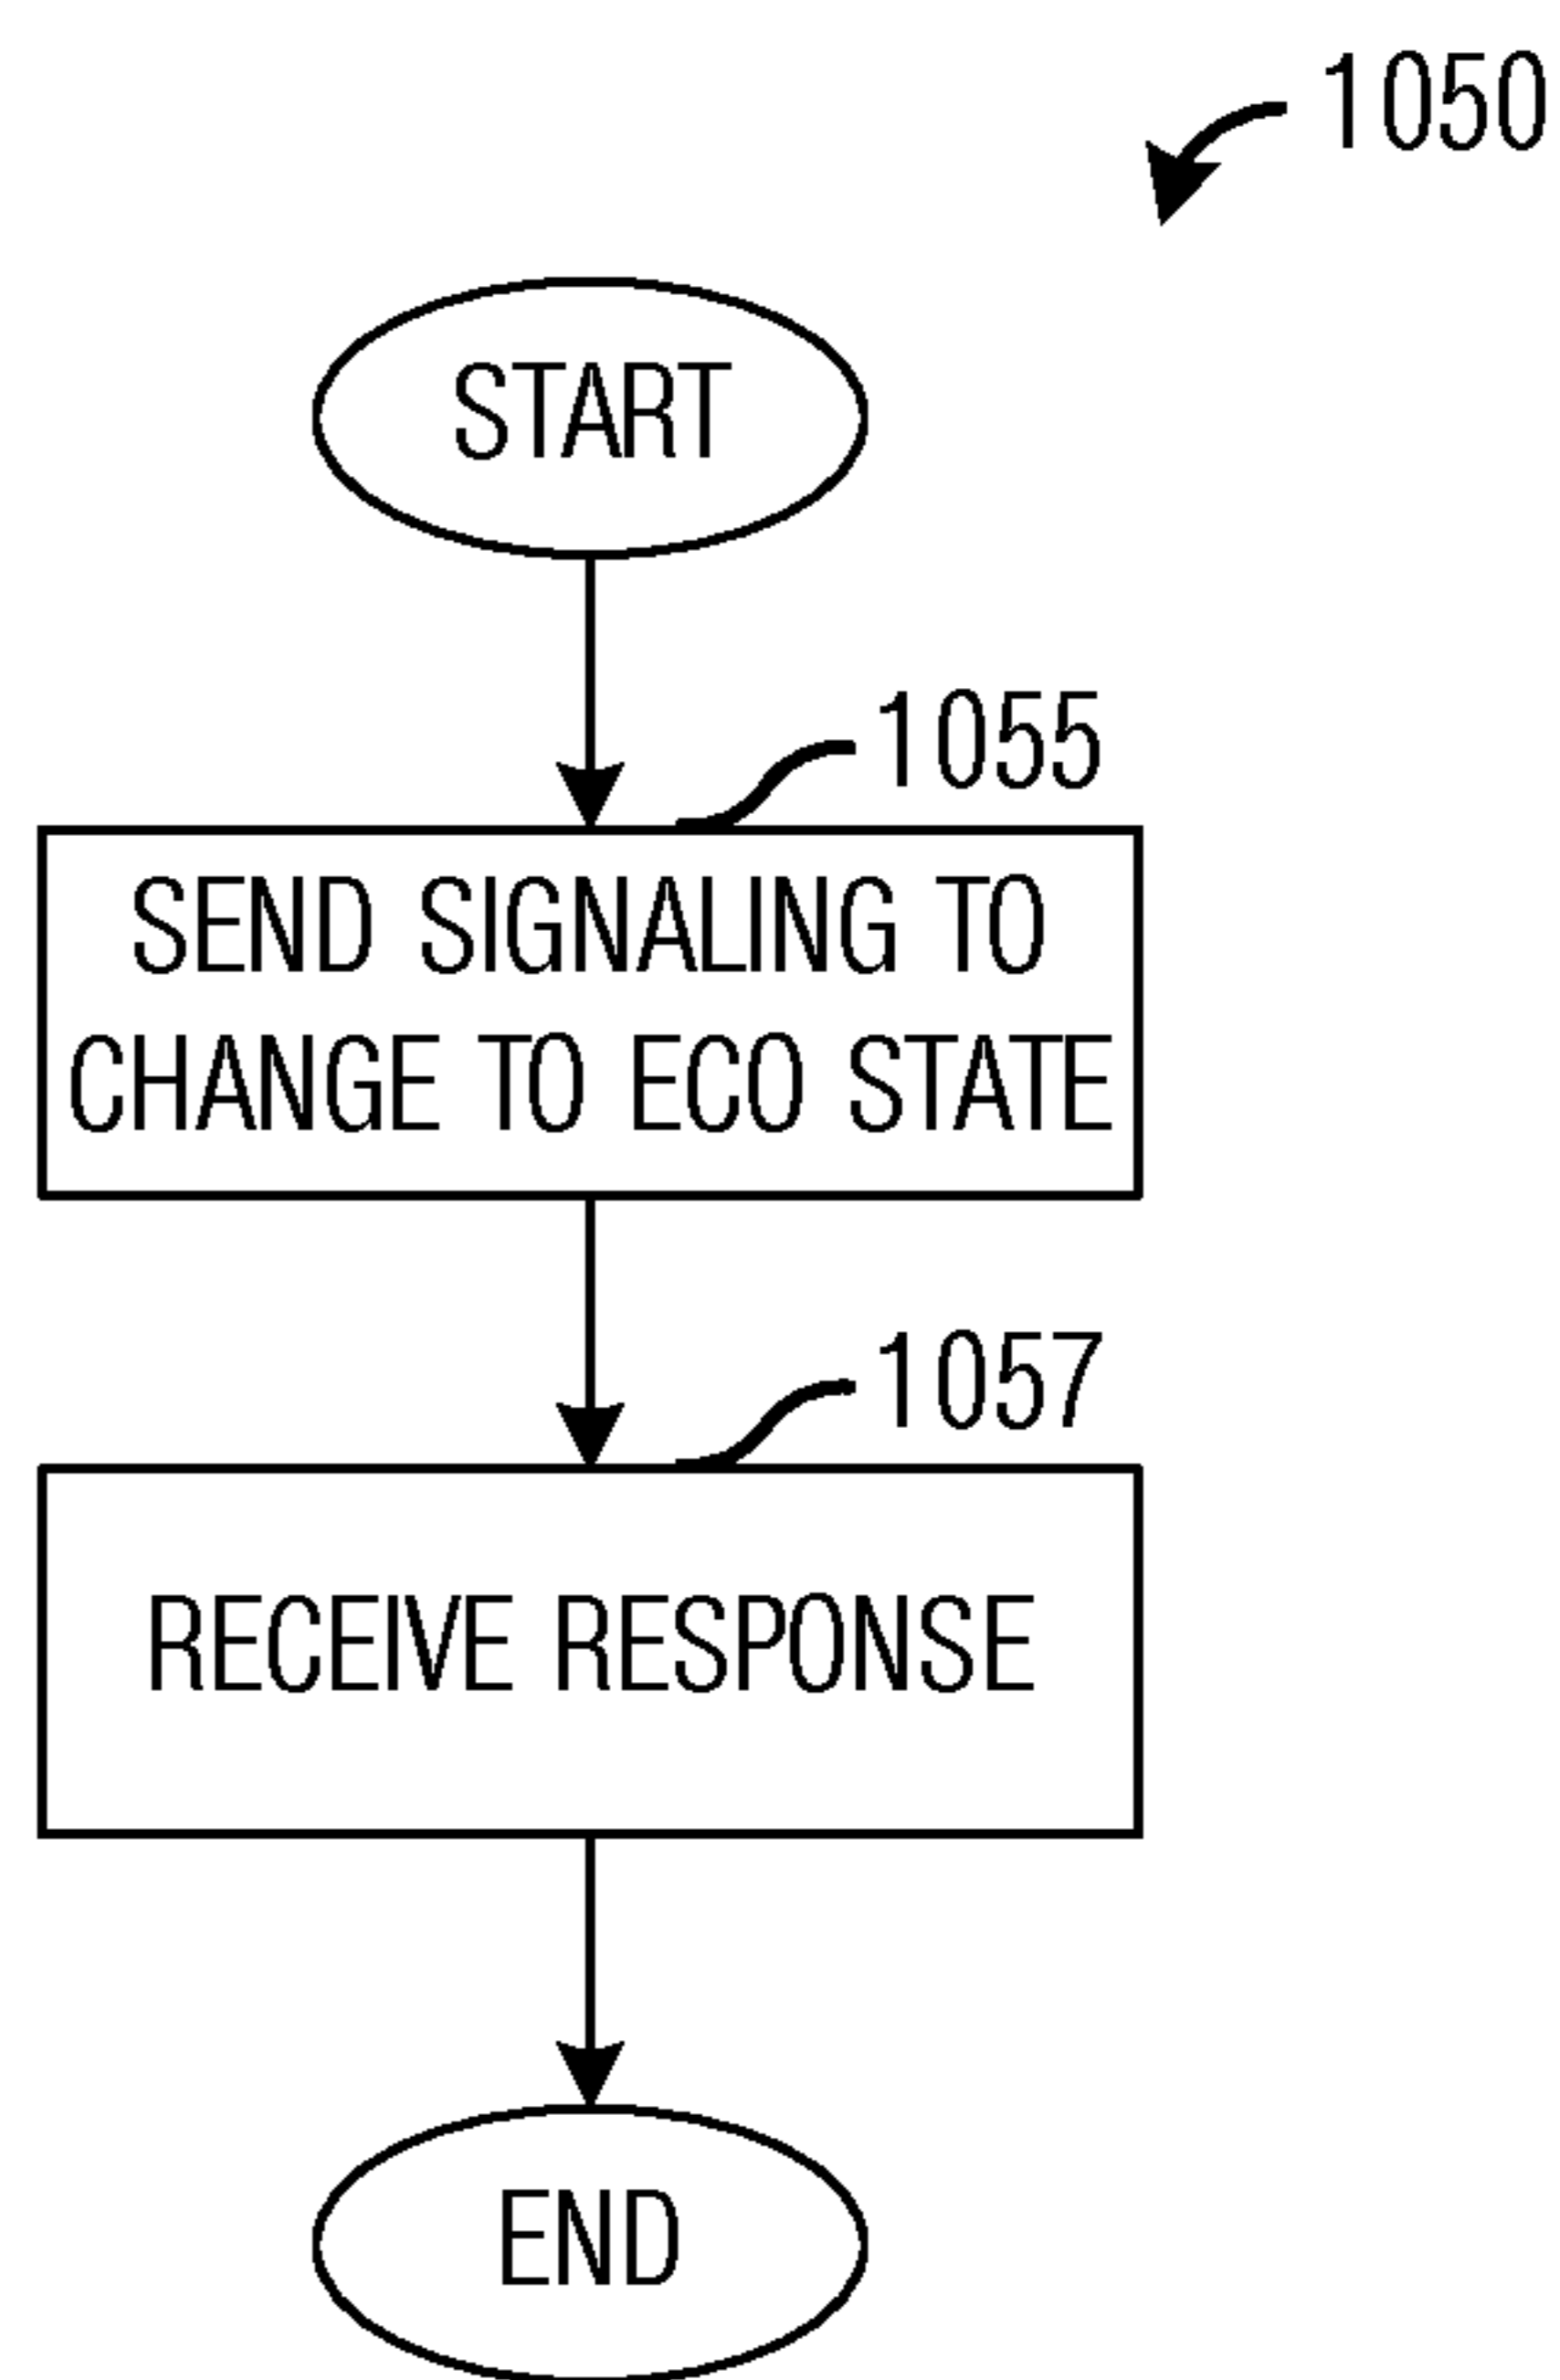 1050
START
1055
SEND SIGNALING TO
CHANGE TO ECO STATE
1057
RECEIVE RESPONSE
END